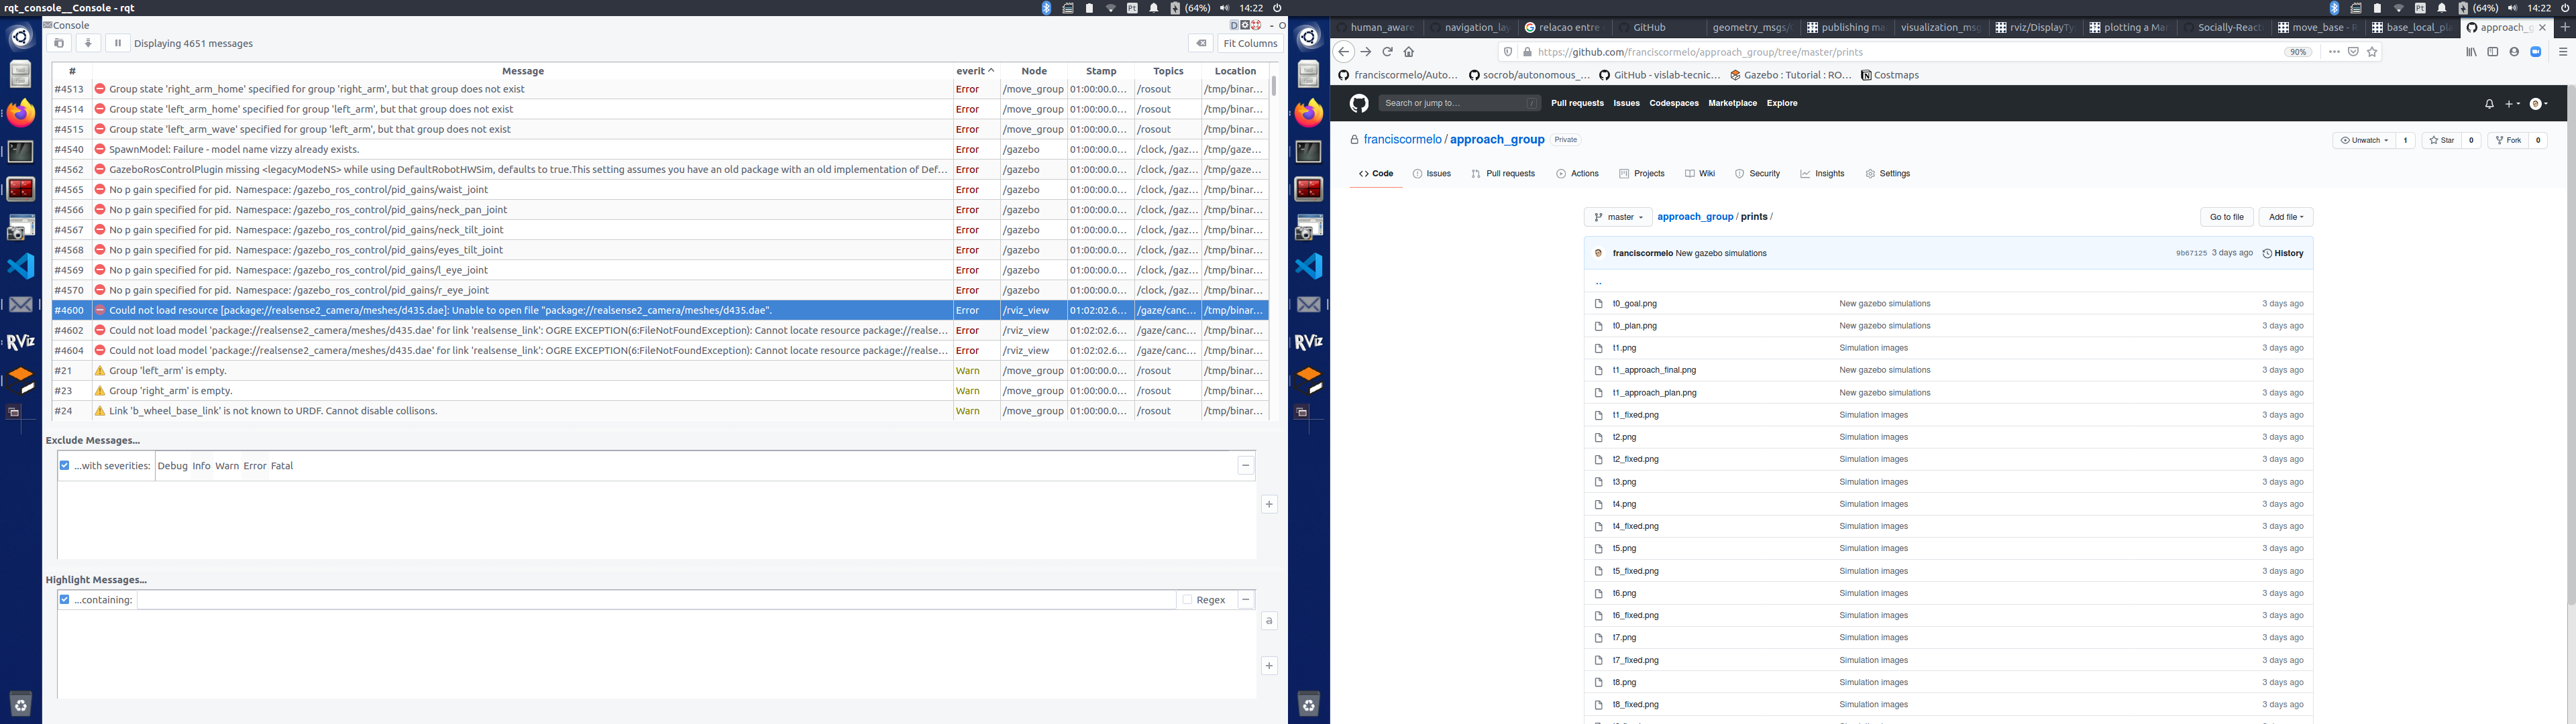 rqt_console__Console - rqt
Pt (64%) 14:22
Console
Displaying 4651 messages
Fit Columns
# Message everit Node Stamp Topics Location
#4513 Group state 'right_arm_home' specified for group 'right_arm', but that group does not exist Error /move_group 01:00:00.0... /rosout /tmp/binar...
#4514 Group state 'left_arm_home' specified for group 'left_arm', but that group does not exist Error /move_group 01:00:00.0... /rosout /tmp/binar...
#4515 Group state 'left_arm_wave' specified for group 'left_arm', but that group does not exist Error /move_group 01:00:00.0... /rosout /tmp/binar...
#4540 SpawnModel: Failure - model name vizzy already exists. Error /gazebo 01:00:00.0... /clock, /gaz... /tmp/gaze...
#4562 GazeboRosControlPlugin missing <legacyModeNS> while using DefaultRobotHWSim, defaults to true.This setting assumes you have an old package with an old implementation of Def... Error /gazebo 01:00:00.0... /clock, /gaz... /tmp/gaze...
#4565 No p gain specified for pid. Namespace: /gazebo_ros_control/pid_gains/waist_joint Error /gazebo 01:00:00.0... /clock, /gaz... /tmp/binar...
#4566 No p gain specified for pid. Namespace: /gazebo_ros_control/pid_gains/neck_pan_joint Error /gazebo 01:00:00.0... /clock, /gaz... /tmp/binar...
#4567 No p gain specified for pid. Namespace: /gazebo_ros_control/pid_gains/neck_tilt_joint Error /gazebo 01:00:00.0... /clock, /gaz... /tmp/binar...
#4568 No p gain specified for pid. Namespace: /gazebo_ros_control/pid_gains/eyes_tilt_joint Error /gazebo 01:00:00.0... /clock, /gaz... /tmp/binar...
#4569 No p gain specified for pid. Namespace: /gazebo_ros_control/pid_gains/l_eye_joint Error /gazebo 01:00:00.0... /clock, /gaz... /tmp/binar...
#4570 No p gain specified for pid. Namespace: /gazebo_ros_control/pid_gains/r_eye_joint Error /gazebo 01:00:00.0... /clock, /gaz... /tmp/binar...
#4600 Could not load resource [package://realsense2_camera/meshes/d435.dae]: Unable to open file "package://realsense2_camera/meshes/d435.dae". Error /rviz_view 01:02:02.6... /gaze/canc... /tmp/binar...
#4602 Could not load model 'package://realsense2_camera/meshes/d435.dae' for link 'realsense_link': OGRE EXCEPTION(6:FileNotFoundException): Cannot locate resource package://realse... Error /rviz_view 01:02:02.6... /gaze/canc... /tmp/binar...
#4604 Could not load model 'package://realsense2_camera/meshes/d435.dae' for link 'realsense_link': OGRE EXCEPTION(6:FileNotFoundException): Cannot locate resource package://realse... Error /rviz_view 01:02:02.6... /gaze/canc... /tmp/binar...
#21 Group 'left_arm' is empty. Warn /move_group 01:00:00.0... /rosout /tmp/binar...
#23 Group 'right_arm' is empty. Warn /move_group 01:00:00.0... /rosout /tmp/binar...
#24 Link 'b_wheel_base_link' is not known to URDF. Cannot disable collisons. Warn /move_group 01:00:00.0... /rosout /tmp/binar...
Exclude Messages...
...with severities: Debug Info Warn Error Fatal
Highlight Messages...
...containing: Regex
a
RViz
Pt (64%) 14:22
human_aware navigation_lay relacao entre GitHub geometry_msgs/ publishing ma visualization_msg rviz/DisplayTy plotting a Mar Socially-React move_base - R base_local_pla approach_g
https://github.com/franciscormelo/approach_group/tree/master/prints 90%
franciscormelo/Auto... socrob/autonomous_... GitHub - vislab-tecnic... Gazebo : Tutorial : RO... Costmaps
Search or jump to... / Pull requests Issues Codespaces Marketplace Explore
franciscormelo / approach_group Private Unwatch 1 Star 0 Fork 0
Code Issues Pull requests Actions Projects Wiki Security Insights Settings
master approach_group / prints / Go to file Add file
franciscormelo New gazebo simulations 9b67125 3 days ago History
..
t0_goal.png New gazebo simulations 3 days ago
t0_plan.png New gazebo simulations 3 days ago
t1.png Simulation images 3 days ago
t1_approach_final.png New gazebo simulations 3 days ago
t1_approach_plan.png New gazebo simulations 3 days ago
t1_fixed.png Simulation images 3 days ago
t2.png Simulation images 3 days ago
t2_fixed.png Simulation images 3 days ago
t3.png Simulation images 3 days ago
t4.png Simulation images 3 days ago
t4_fixed.png Simulation images 3 days ago
t5.png Simulation images 3 days ago
t5_fixed.png Simulation images 3 days ago
t6.png Simulation images 3 days ago
t6_fixed.png Simulation images 3 days ago
t7.png Simulation images 3 days ago
t7_fixed.png Simulation images 3 days ago
t8.png Simulation images 3 days ago
t8_fixed.png Simulation images 3 days ago
RViz